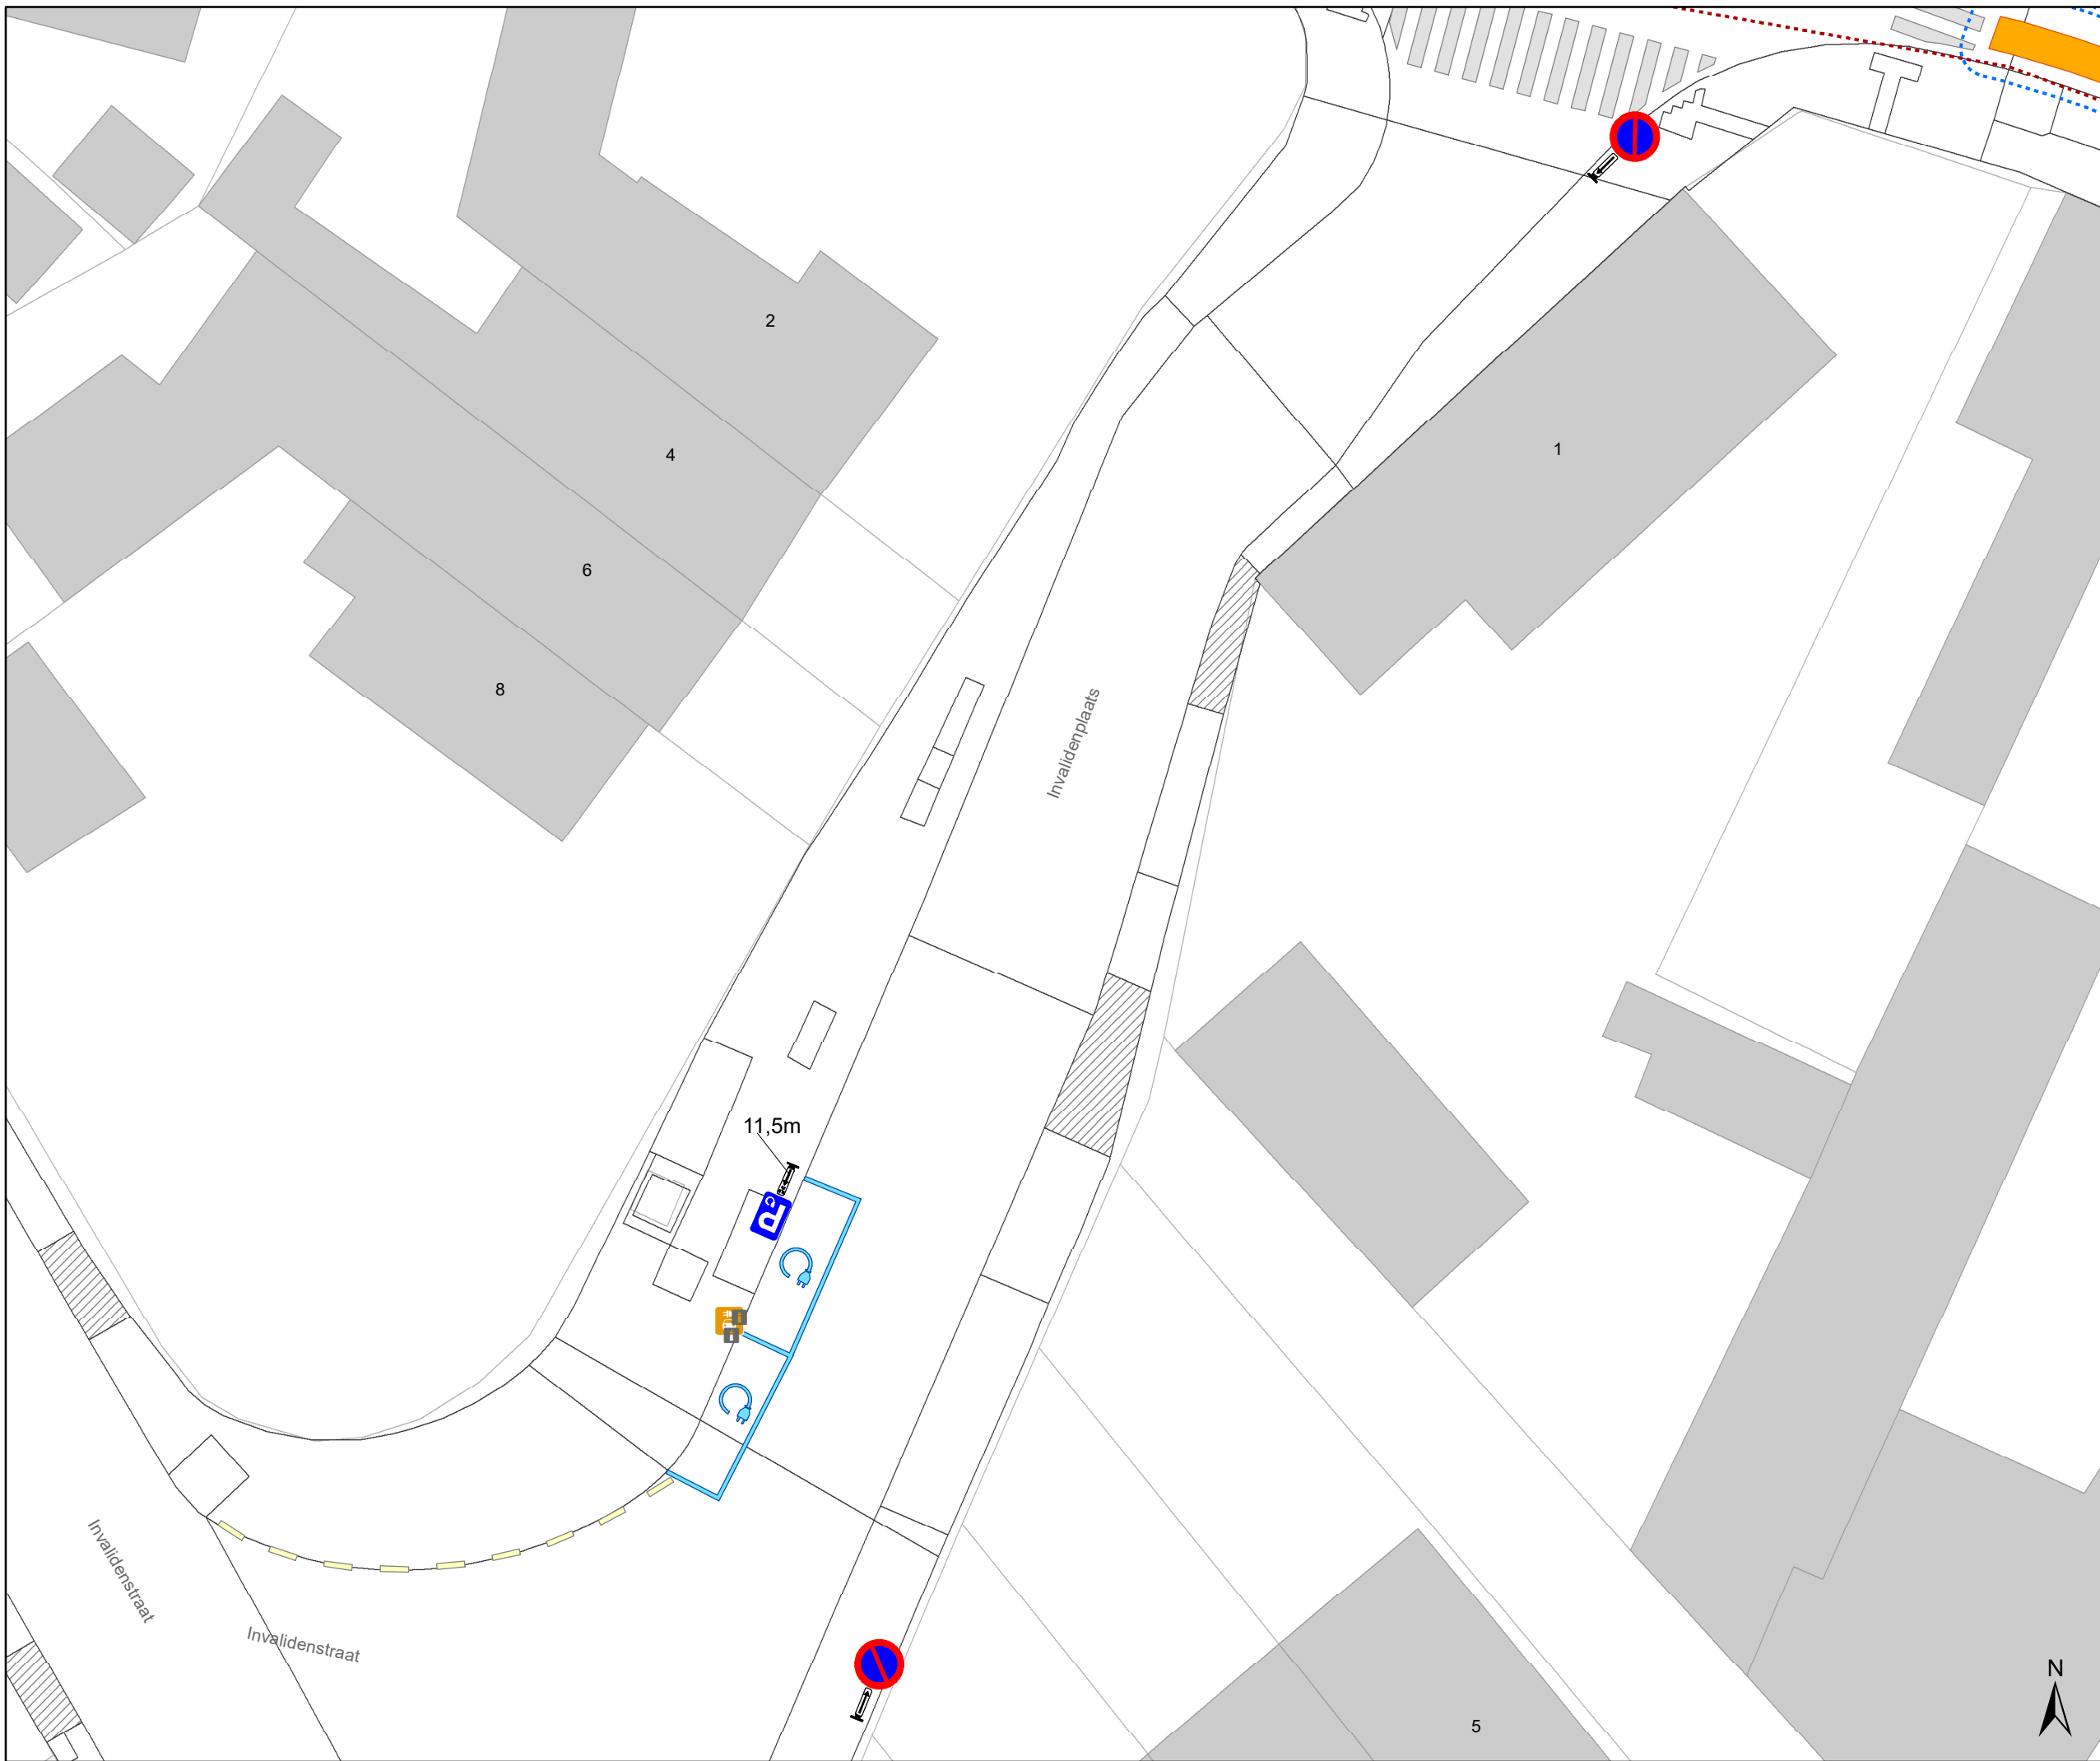 2
4
1
6
8
Invalidenplaats
11,5m
P
Invalidenstraat
Invalidenstraat
N
5